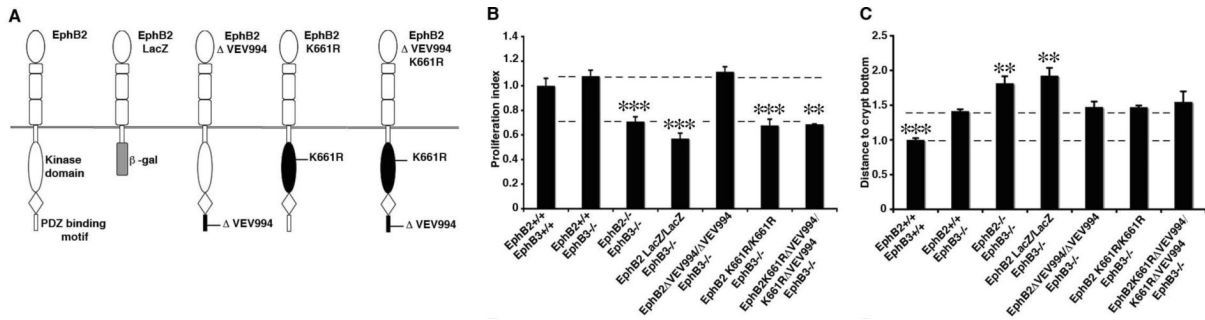 A
EphB2
EphB2
LacZ
EphB2
Δ VEV994
EphB2
K661R
EphB2
Δ VEV994
K661R
Kinase
domain
β -gal
K661R
K661R
PDZ binding
motif
Δ VEV994
Δ VEV994
B
Proliferation index
1.4
1.2
1.0
0.8
0.6
0.4
0.2
0
***
***
***
**
EphB2+/+
EphB3+/+
EphB2+/+
EphB3-/-
EphB2-/-
EphB3-/-
EphB2 LacZ/LacZ
EphB3-/-
EphB2ΔVEV994/ΔVEV994
EphB3-/-
EphB2 K661R/K661R
EphB3-/-
EphB2K661RΔVEV994/
K661RΔVEV994
EphB3-/-
C
Distance to crypt bottom
2.5
2.0
1.5
1.0
0.5
0.0
***
**
**
EphB2+/+
EphB3+/+
EphB2+/+
EphB3-/-
EphB2-/-
EphB3-/-
EphB2 LacZ/LacZ
EphB3-/-
EphB2ΔVEV994/ΔVEV994
EphB3-/-
EphB2 K661R/K661R
EphB3-/-
EphB2K661RΔVEV994/
K661RΔVEV994
EphB3-/-